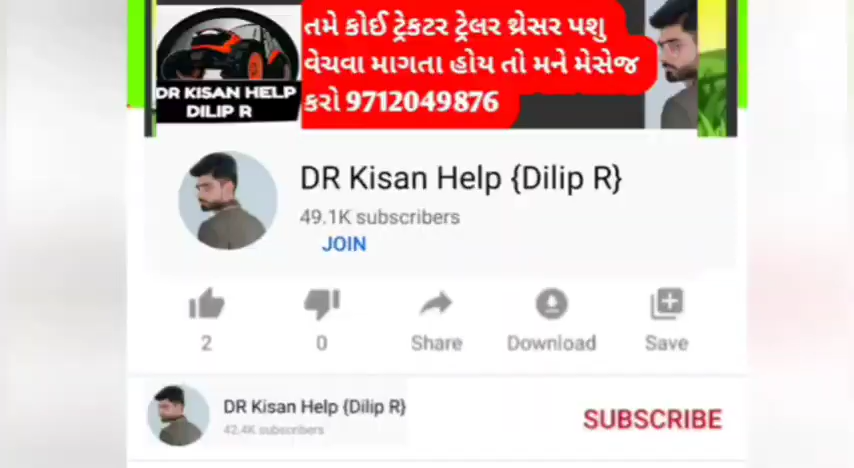 તમે કોઈ ટ્રેકટર ટ્રેલર થ્રેસર પશુ
વેચવા માગતા હોય તો મને મેસેજ
કરો 9712049876
DR KISAN HELP
DILIP R
DR Kisan Help {Dilip R}
49.1K subscribers
JOIN
2
0
Share
Download
Save
DR Kisan Help {Dilip R}
42.4K subscribers
SUBSCRIBE